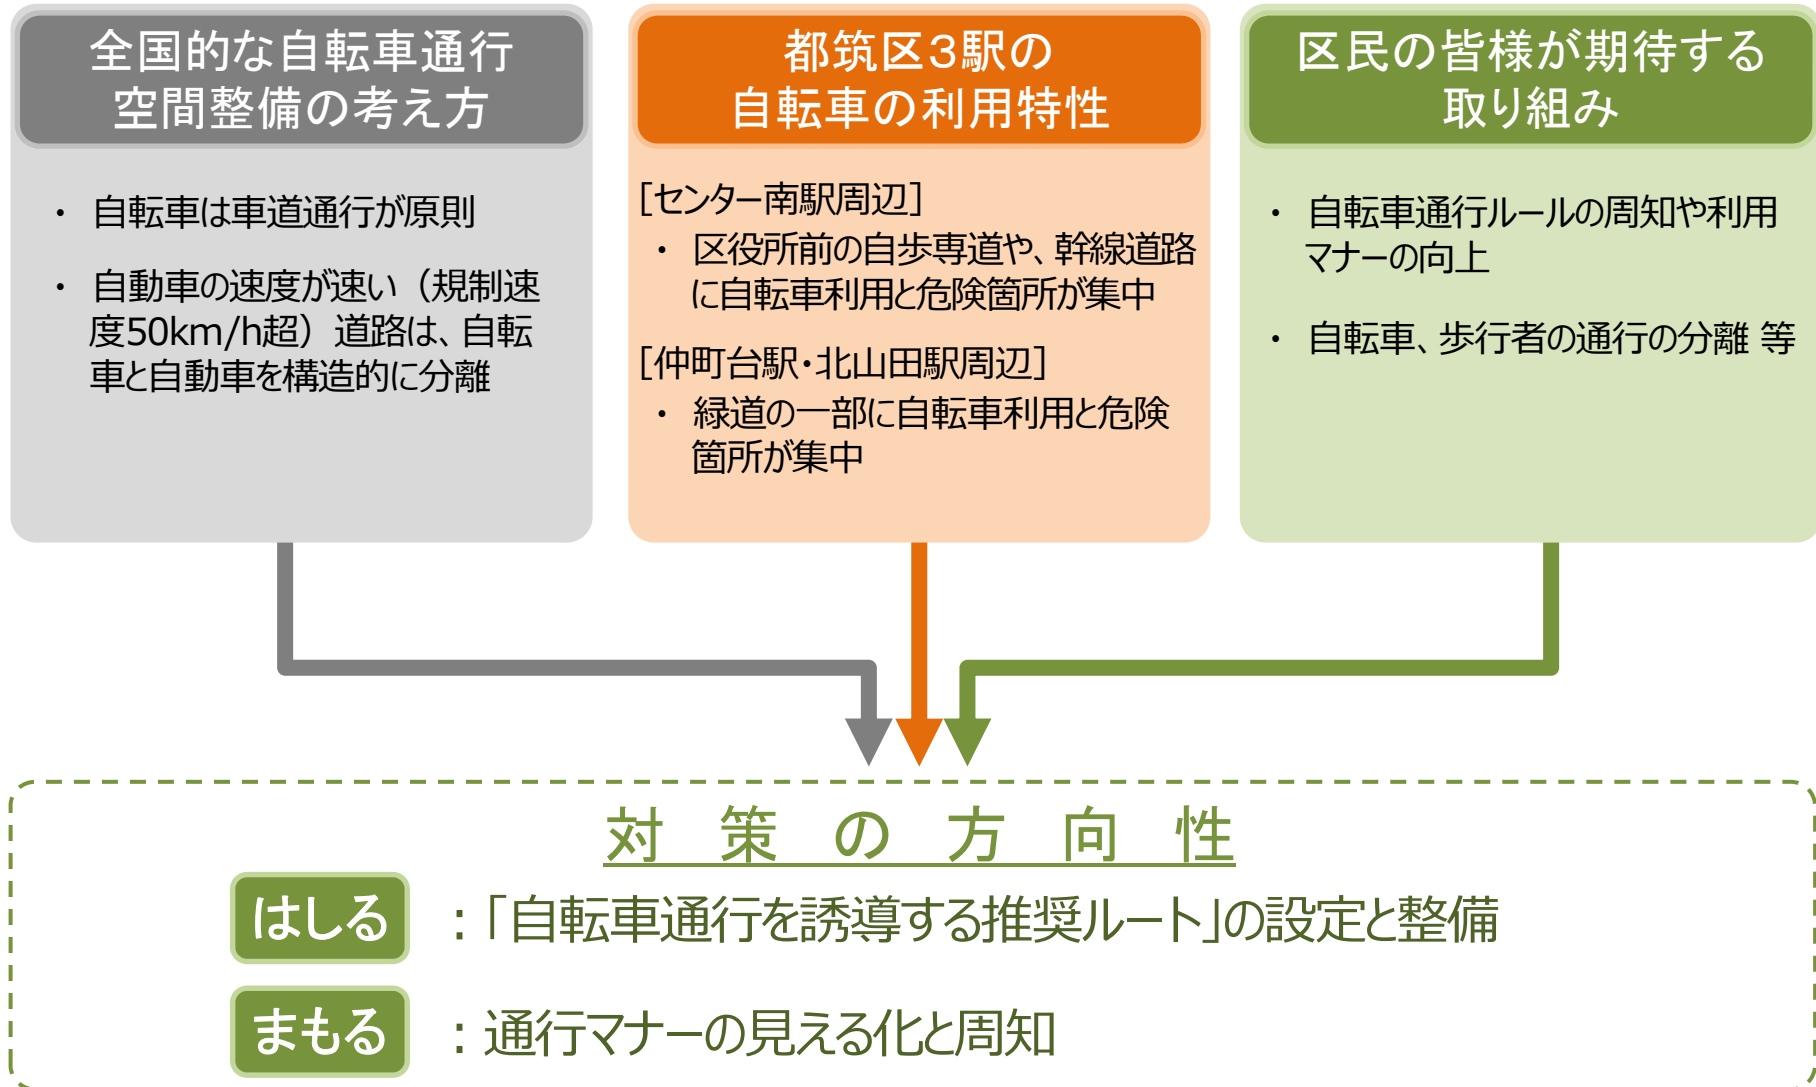 全国的な自転車通行
空間整備の考え方
・ 自転車は車道通行が原則
・ 自動車の速度が速い（規制速
度50km/h超）道路は、自転
車と自動車を構造的に分離
都筑区3駅の
自転車の利用特性
［センター南駅周辺］
・ 区役所前の自歩専道や、幹線道路
に自転車利用と危険箇所が集中
［仲町台駅・北山田駅周辺］
・ 緑道の一部に自転車利用と危険
箇所が集中
区民の皆様が期待する
取り組み
・ 自転車通行ルールの周知や利用
マナーの向上
・ 自転車、歩行者の通行の分離 等
対策の方向性
はしる ：「自転車通行を誘導する推奨ルート」の設定と整備
まもる ：通行マナーの見える化と周知